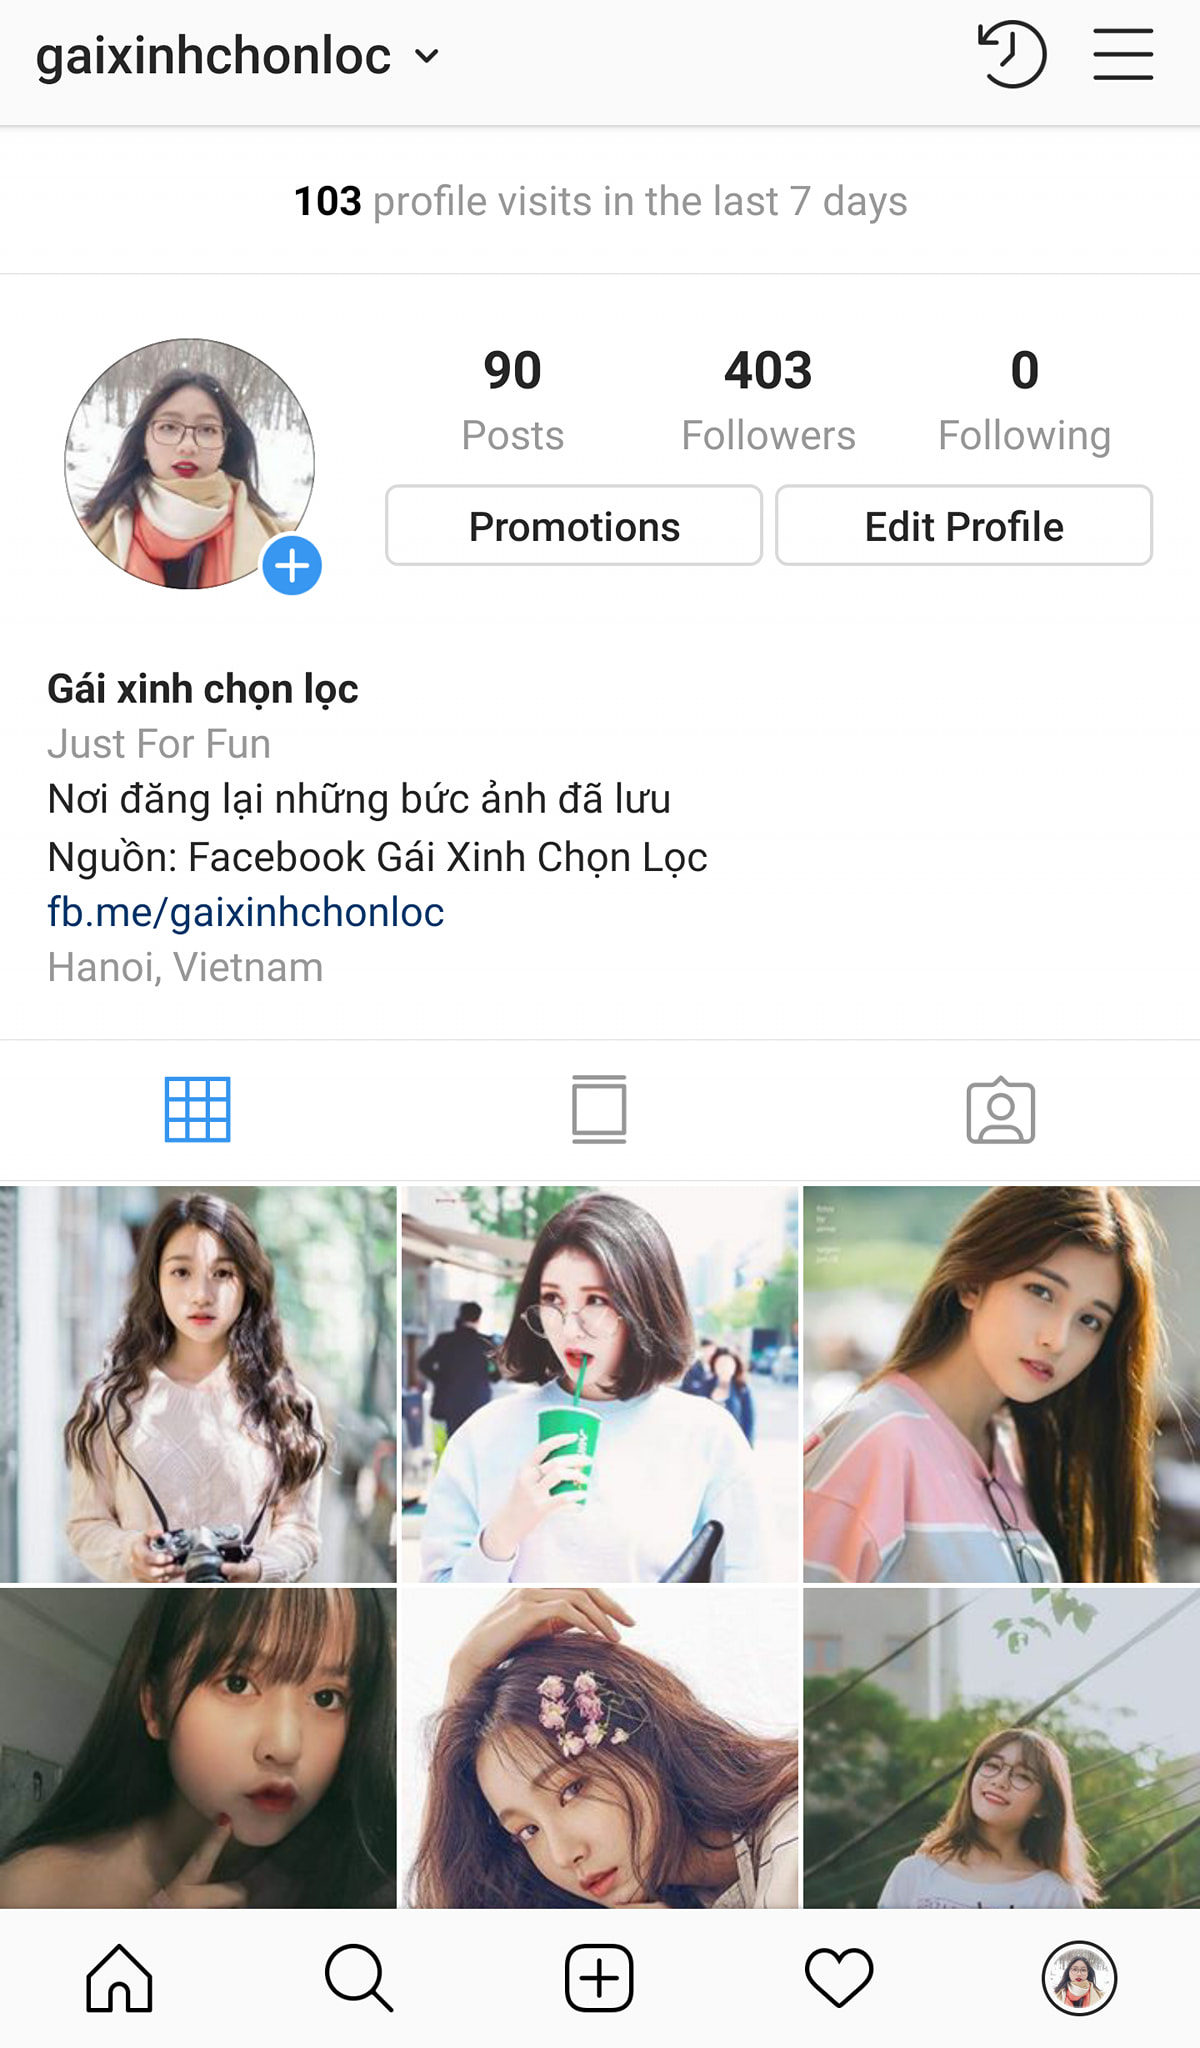 gaixinhchonloc
103 profile visits in the last 7 days
90 403 0
Posts Followers Following
Promotions Edit Profile
Gái xinh chọn lọc
Just For Fun
Nơi đăng lại những bức ảnh đã lưu
Nguồn: Facebook Gái Xinh Chọn Lọc
fb.me/gaixinhchonloc
Hanoi, Vietnam